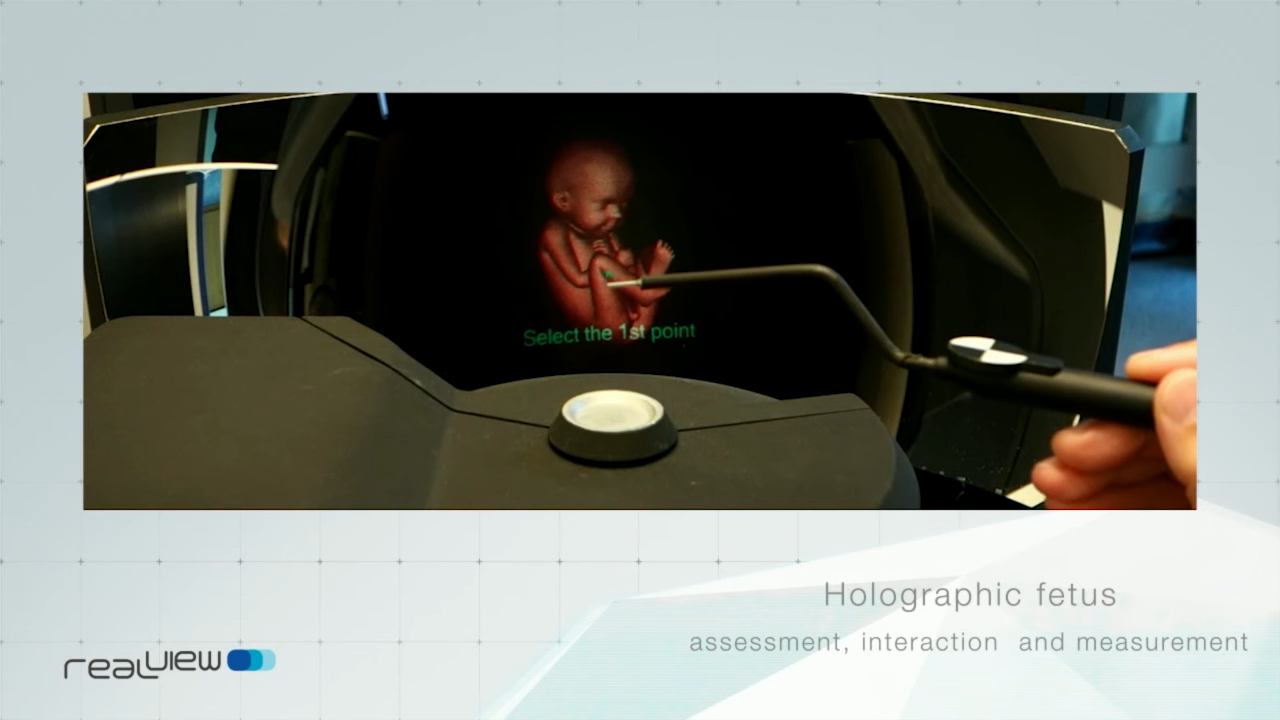 Select the 1st point
Holographic fetus
assessment, interaction and measurement
realview